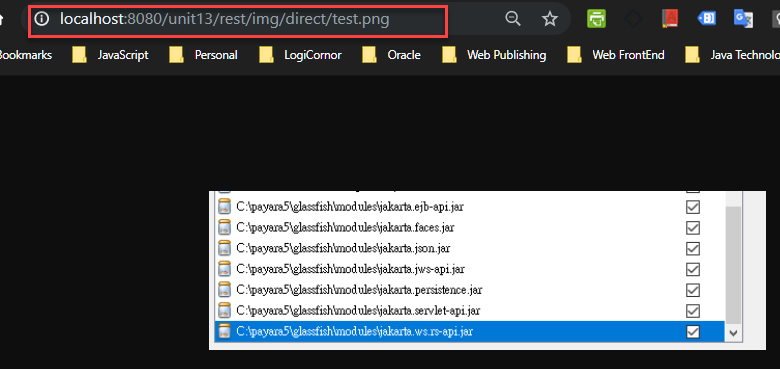 localhost:8080/unit13/rest/img/direct/test.png
Bookmarks JavaScript Personal LogiCornor Oracle Web Publishing Web FrontEnd Java Technolo
C:\payara5\glassfish\modules\jakarta.ejb-api.jar
C:\payara5\glassfish\modules\jakarta.faces.jar
C:\payara5\glassfish\modules\jakarta.json.jar
C:\payara5\glassfish\modules\jakarta.jws-api.jar
C:\payara5\glassfish\modules\jakarta.persistence.jar
C:\payara5\glassfish\modules\jakarta.servlet-api.jar
C:\payara5\glassfish\modules\jakarta.ws.rs-api.jar